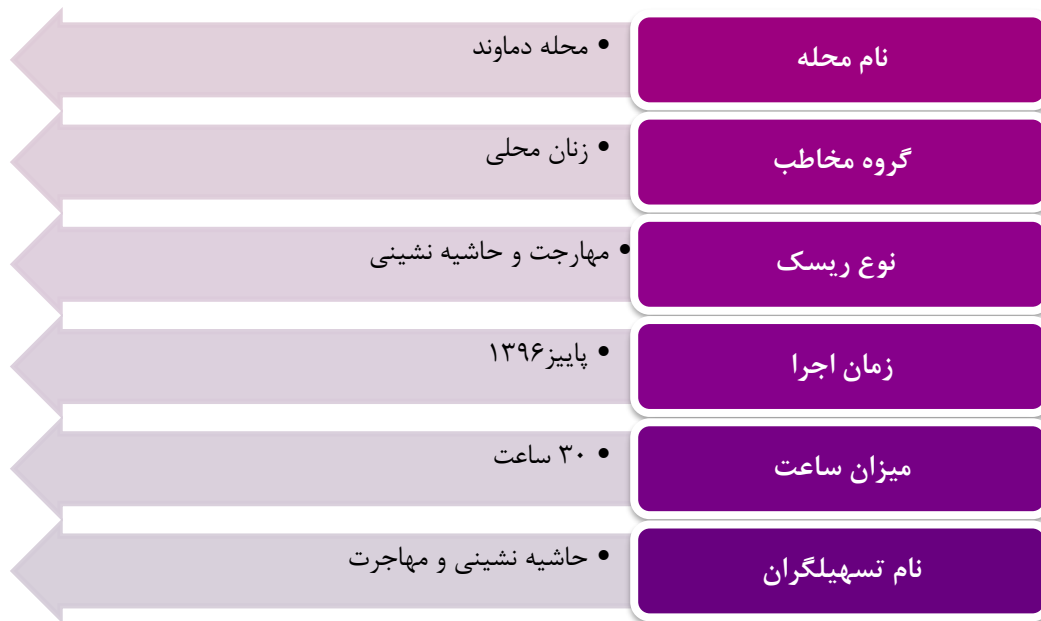 نام محله
• محله دماوند
گروه مخاطب
• زنان محلی
نوع ریسک
• مهارجت و حاشیه نشینی
زمان اجرا
• پاییز۱۳۹۶
میزان ساعت
• ۳۰ ساعت
نام تسهیلگران
• حاشیه نشینی و مهاجرت